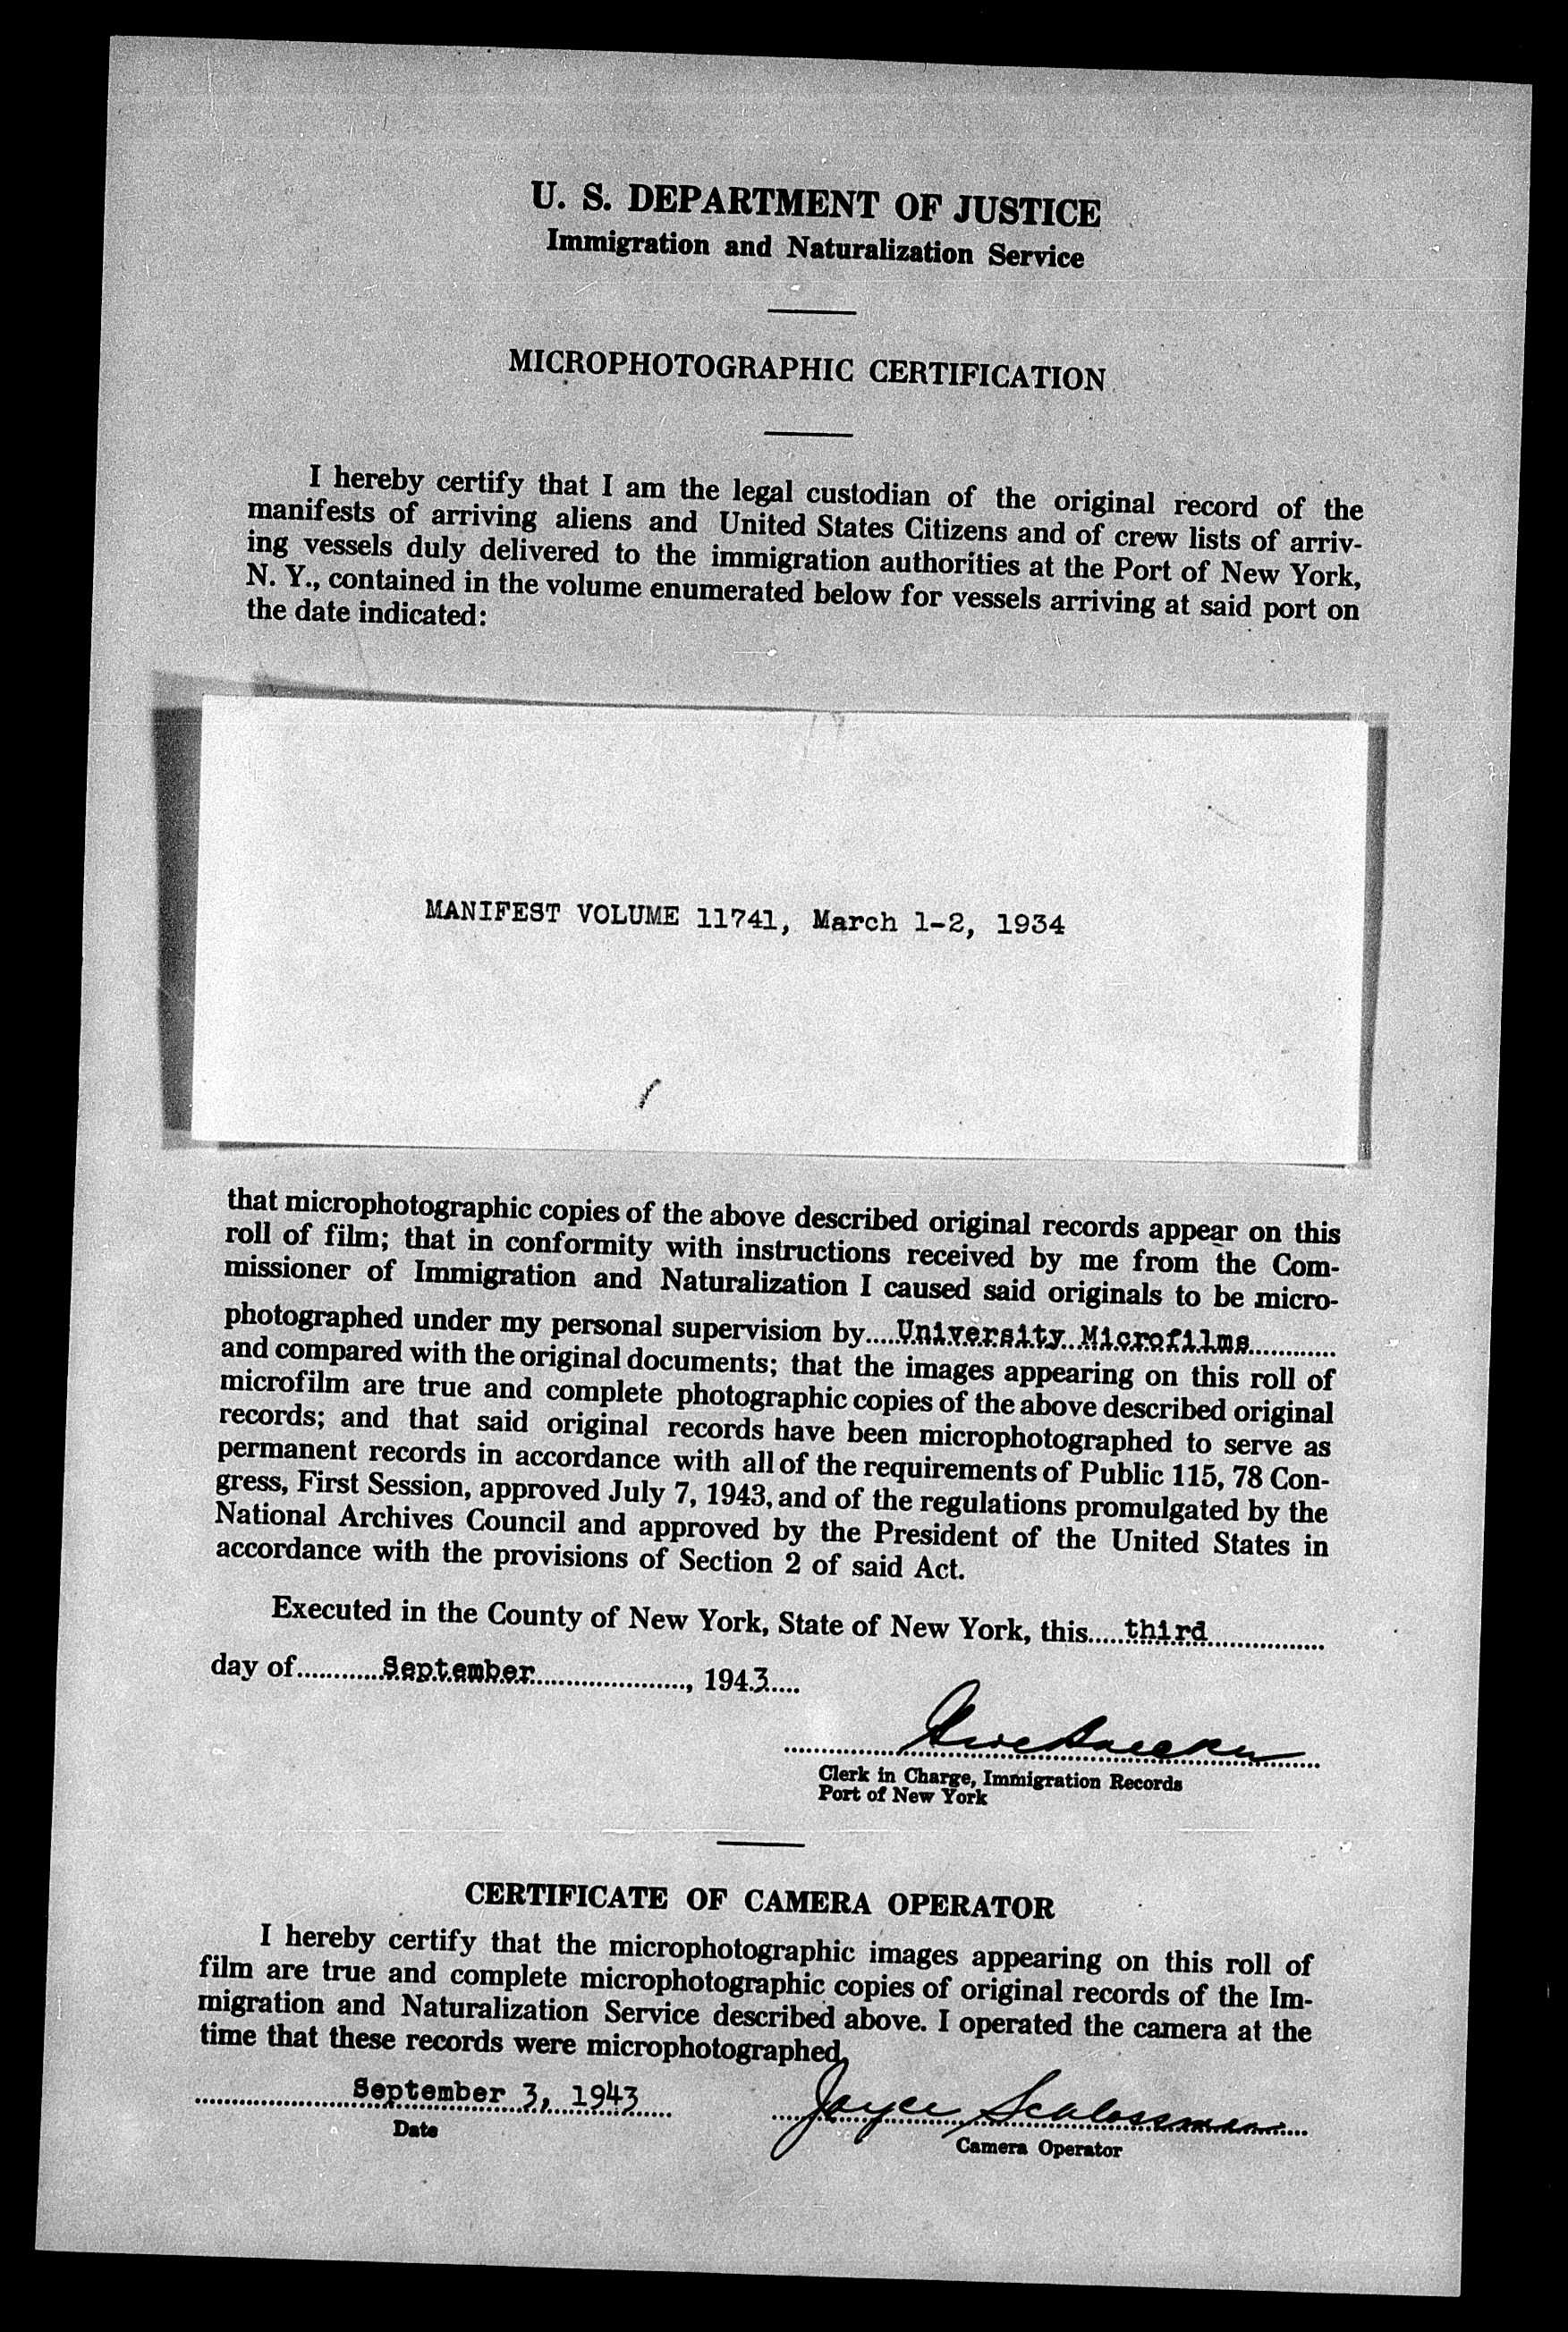 U. S. DEPARTMENT OF JUSTICE
Immigration and Naturalization Service
MICROPHOTOGRAPHIC CERTIFICATION
I hereby certify that I am the legal custodian of the original record of the
manifests of arriving aliens and United States Citizens and of crew lists of arriv-
ing vessels duly delivered to the immigration authorities at the Port of New York,
N. Y., contained in the volume enumerated below for vessels arriving at said port on
the date indicated:
MANIFEST VOLUME 11741, March 1-2, 1934
that microphotographic copies of the above described original records appear on this
roll of film; that in conformity with instructions received by me from the Com-
missioner of Immigration and Naturalization I caused said originals to be micro-
photographed under my personal supervision by.....University Microfilms............
and compared with the original documents; that the images appearing on this roll of
microfilm are true and complete photographic copies of the above described original
records; and that said original records have been microphotographed to serve as
permanent records in accordance with all of the requirements of Public 115, 78 Con-
gress, First Session, approved July 7, 1943, and of the regulations promulgated by the
National Archives Council and approved by the President of the United States in
accordance with the provisions of Section 2 of said Act.
Executed in the County of New York, State of New York, this.....third................
day of............September......................, 1943.....
Clerk in Charge, Immigration Records
Port of New York
CERTIFICATE OF CAMERA OPERATOR
I hereby certify that the microphotographic images appearing on this roll of
film are true and complete microphotographic copies of original records of the Im-
migration and Naturalization Service described above. I operated the camera at the
time that these records were microphotographed.
September 3, 1943
Joyce Schlossman
Date
Camera Operator